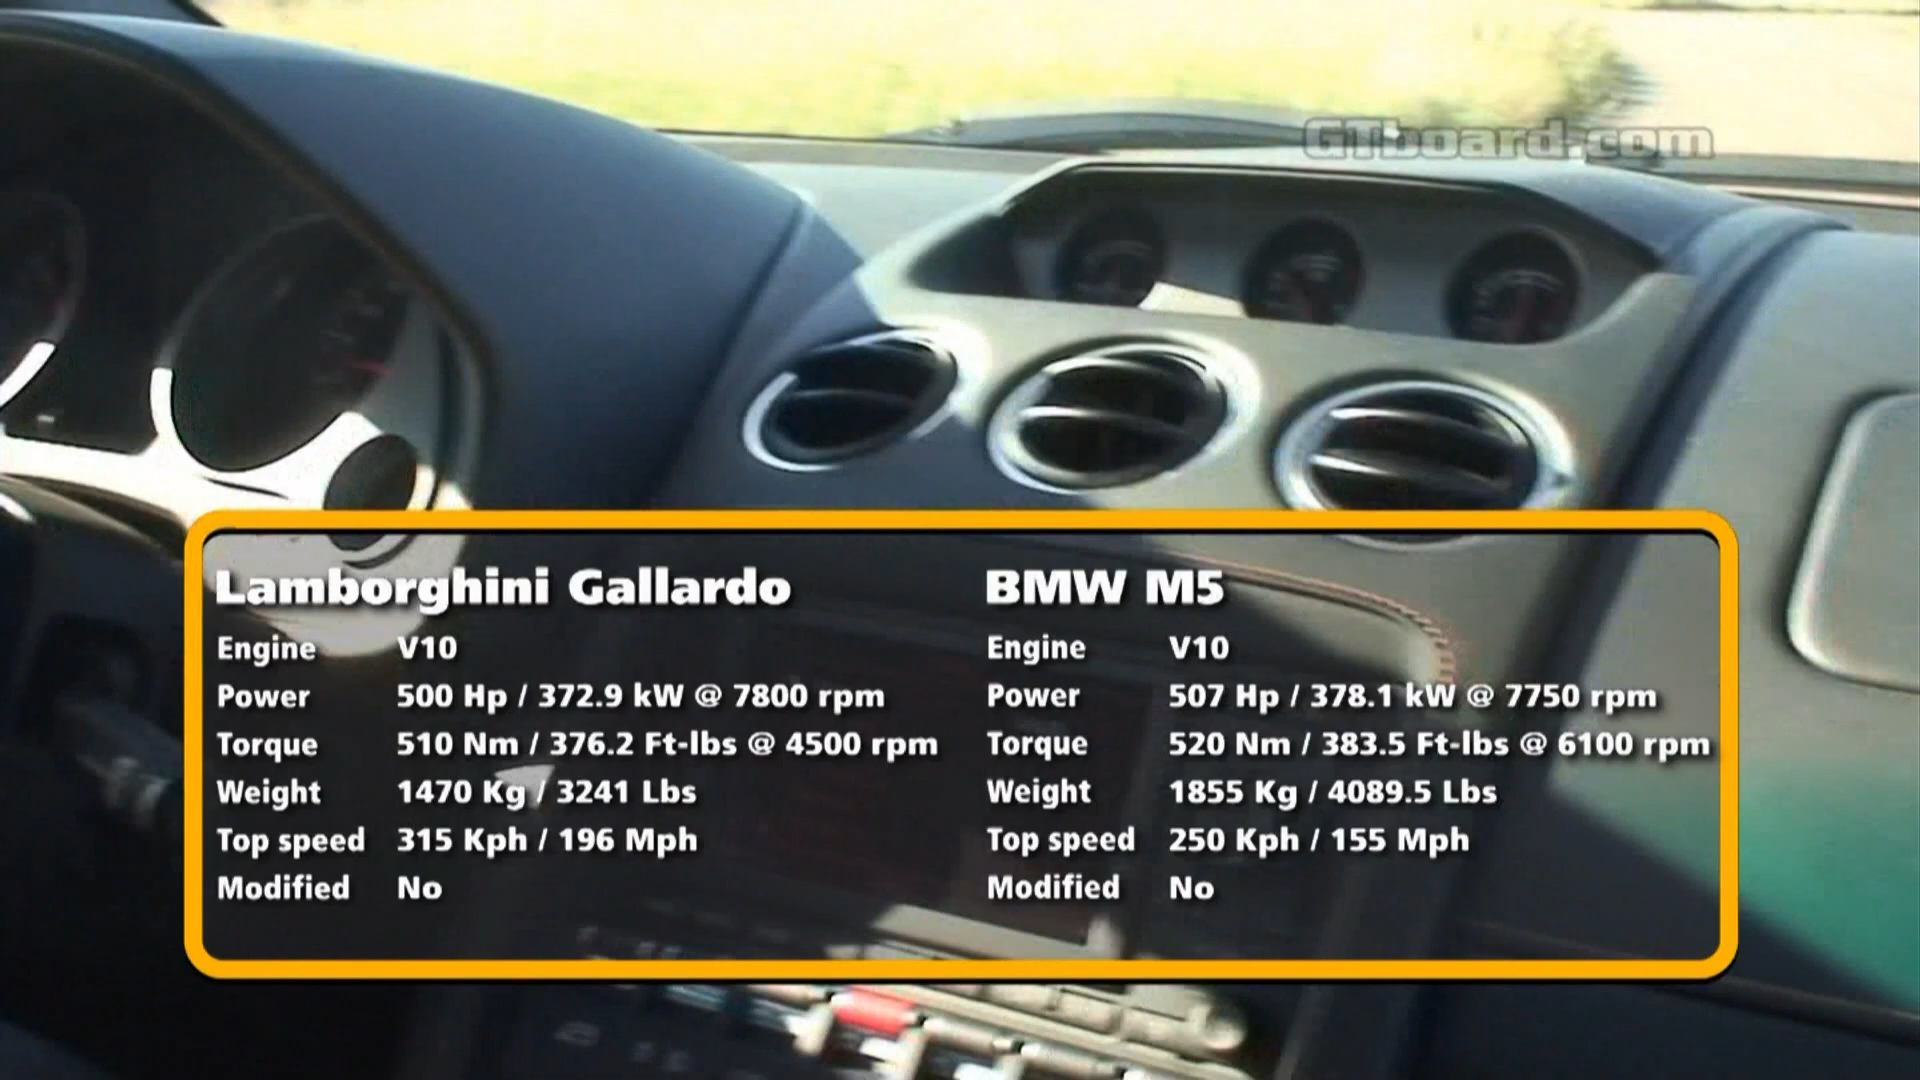 GTboard.com
Lamborghini Gallardo
Engine V10
Power 500 Hp / 372.9 kW @ 7800 rpm
Torque 510 Nm / 376.2 Ft-lbs @ 4500 rpm
Weight 1470 Kg / 3241 Lbs
Top speed 315 Kph / 196 Mph
Modified No
BMW M5
Engine V10
Power 507 Hp / 378.1 kW @ 7750 rpm
Torque 520 Nm / 383.5 Ft-lbs @ 6100 rpm
Weight 1855 Kg / 4089.5 Lbs
Top speed 250 Kph / 155 Mph
Modified No